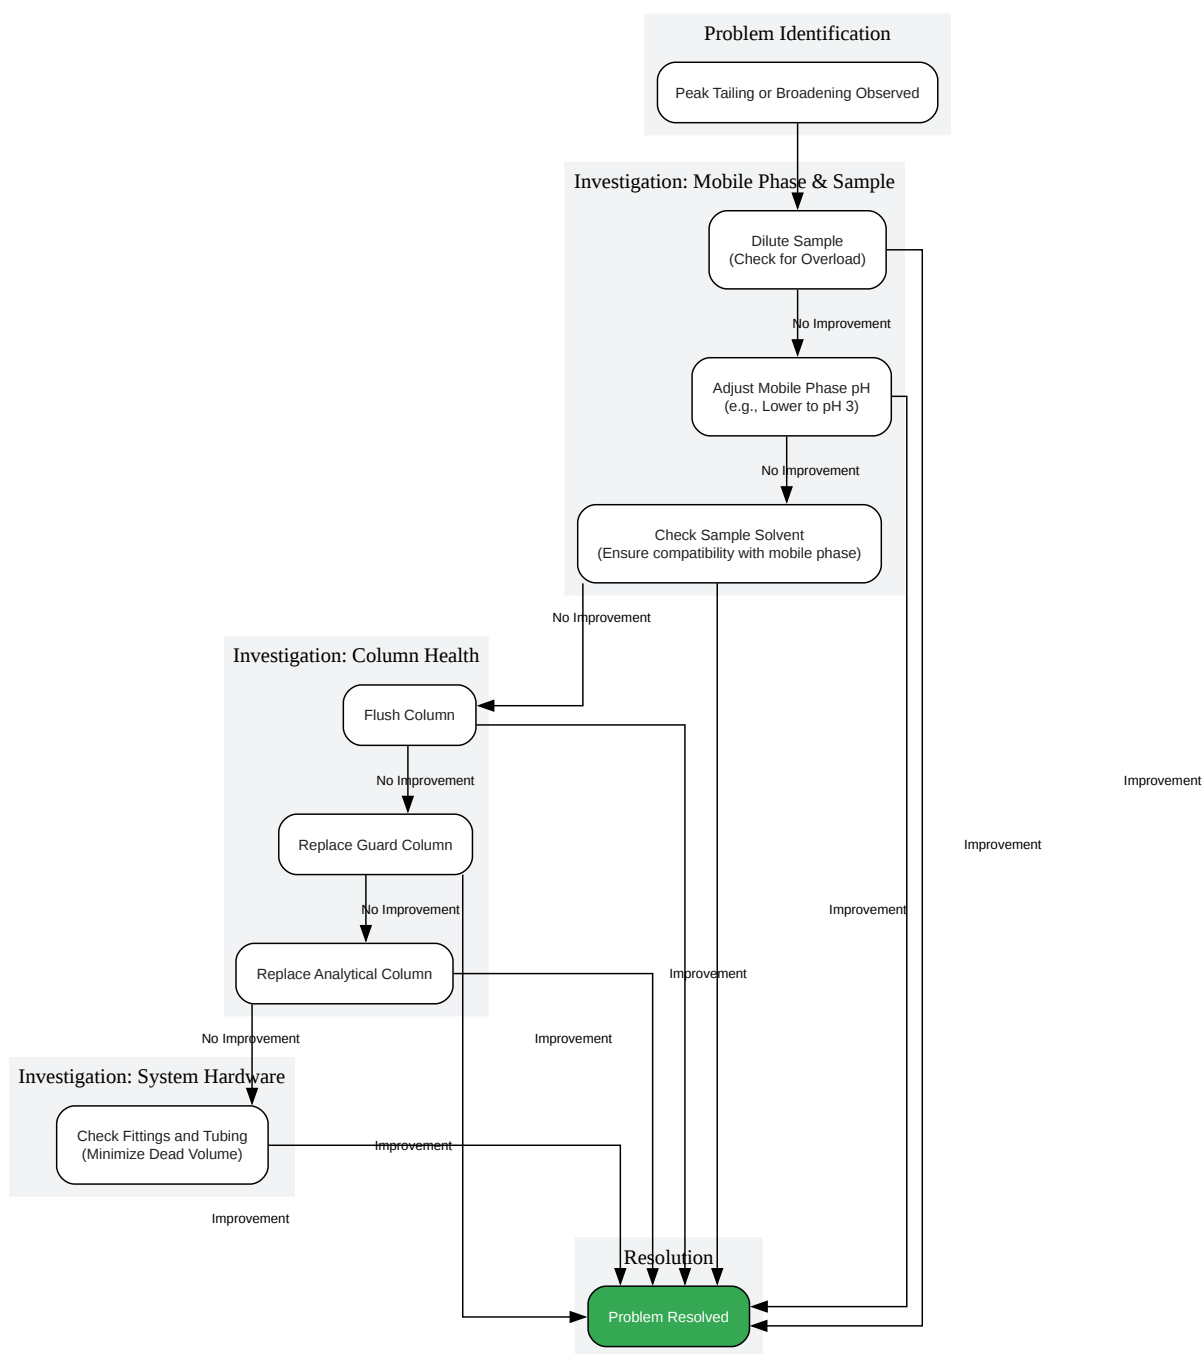 Problem Identification
Peak Tailing or Broadening Observed
Investigation: Mobile Phase & Sample
Dilute Sample
(Check for Overload)
No Improvement
Adjust Mobile Phase pH
(e.g., Lower to pH 3)
No Improvement
Check Sample Solvent
(Ensure compatibility with mobile phase)
No Improvement
Investigation: Column Health
Flush Column
No Improvement
Improvement
Replace Guard Column
Improvement
No Improvement
Improvement
Replace Analytical Column
Improvement
No Improvement
Improvement
Investigation: System Hardware
Check Fittings and Tubing
(Minimize Dead Volume)
Improvement
Improvement
Resolution
Problem Resolved